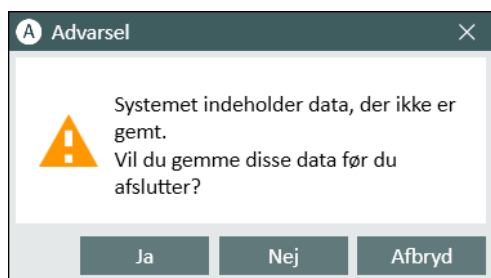 A Advarsel
Systemet indeholder data, der ikke er
gemt.
Vil du gemme disse data før du
afslutter?
Ja Nej Afbryd